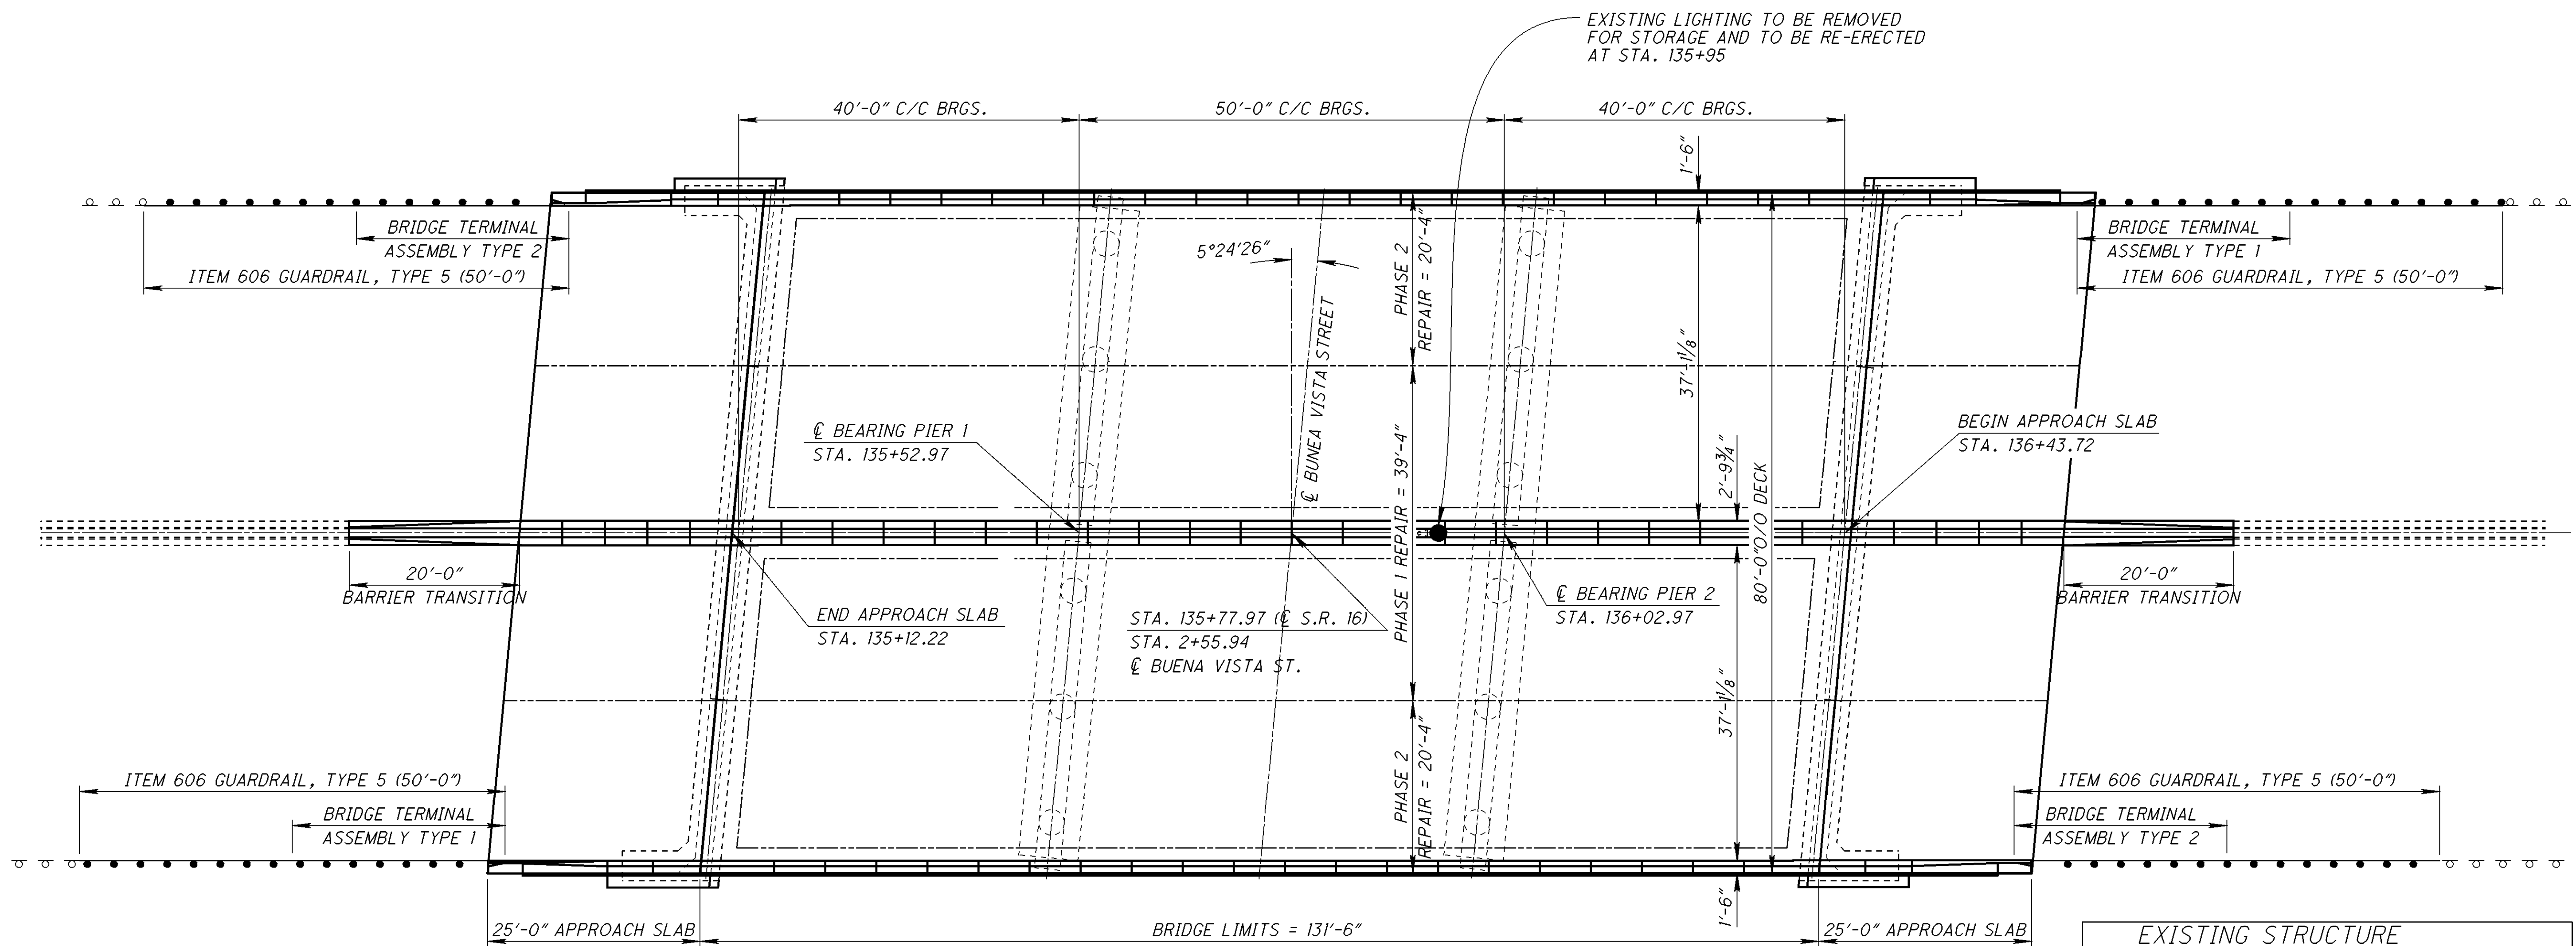 EXISTING LIGHTING TO BE REMOVED
FOR STORAGE AND TO BE RE-ERECTED
AT STA. 135+95
40'-0" C/C BRGS.
50'-0" C/C BRGS.
40'-0" C/C BRGS.
1'-6"
BRIDGE TERMINAL
ASSEMBLY TYPE 2
ITEM 606 GUARDRAIL, TYPE 5 (50'-0")
5°24'26"
PHASE 2
REPAIR = 20'-4"
BRIDGE TERMINAL
ASSEMBLY TYPE 1
ITEM 606 GUARDRAIL, TYPE 5 (50'-0")
℄ BUNEA VISTA STREET
37'-1⅛"
℄ BEARING PIER 1
STA. 135+52.97
PHASE 1 REPAIR = 39'-4"
2'-9¾"
80'-0" O/O DECK
BEGIN APPROACH SLAB
STA. 136+43.72
20'-0"
BARRIER TRANSITION
END APPROACH SLAB
STA. 135+12.22
STA. 135+77.97 (℄ S.R. 16)
STA. 2+55.94
℄ BUENA VISTA ST.
℄ BEARING PIER 2
STA. 136+02.97
20'-0"
BARRIER TRANSITION
37'-1⅛"
PHASE 2
REPAIR = 20'-4"
ITEM 606 GUARDRAIL, TYPE 5 (50'-0")
BRIDGE TERMINAL
ASSEMBLY TYPE 1
ITEM 606 GUARDRAIL, TYPE 5 (50'-0")
BRIDGE TERMINAL
ASSEMBLY TYPE 2
1'-6"
25'-0" APPROACH SLAB
BRIDGE LIMITS = 131'-6"
25'-0" APPROACH SLAB
EXISTING STRUCTURE